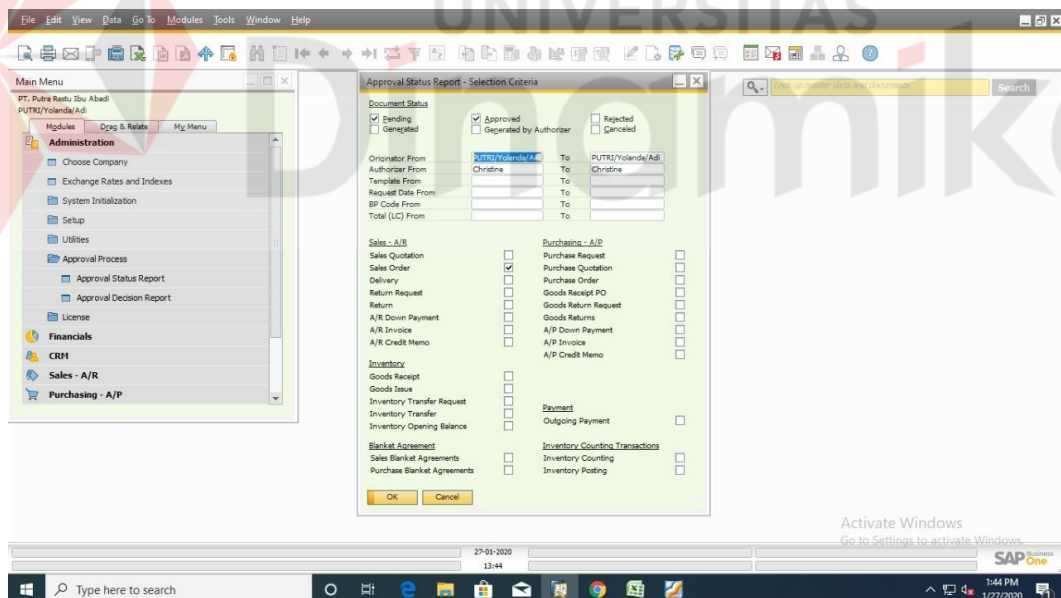 UNIVERSITAS
Dinamika
File Edit View Data Go To Modules Tools Window Help
Main Menu
PT. Putra Restu Ibu Abadi
PUTRI/Yolanda/Adi
Modules Drag & Relate My Menu
Administration
Choose Company
Exchange Rates and Indexes
System Initialization
Setup
Utilities
Approval Process
Approval Status Report
Approval Decision Report
License
Financials
CRM
Sales - A/R
Purchasing - A/P
Approval Status Report - Selection Criteria
Document Status
Pending Approved Rejected
Generated Generated by Authorizer Canceled
Originator From PUTRI/Yolanda/Adi To PUTRI/Yolanda/Adi
Authorizer From Christine To Christine
Template From To
Request Date From To
BP Code From To
Total (LC) From To
Sales - A/R Purchasing - A/P
Sales Quotation Purchase Request
Sales Order Purchase Quotation
Delivery Purchase Order
Return Request Goods Receipt PO
Return Goods Return Request
A/R Down Payment Goods Returns
A/R Invoice A/P Down Payment
A/R Credit Memo A/P Invoice
A/P Credit Memo
Inventory
Goods Receipt
Goods Issue
Inventory Transfer Request
Inventory Transfer
Inventory Opening Balance
Payment
Outgoing Payment
Blanket Agreement Inventory Counting Transactions
Sales Blanket Agreements Inventory Counting
Purchase Blanket Agreements Inventory Posting
OK Cancel
Look up master data and documents Search
Activate Windows
Go to Settings to activate Windows.
27-01-2020
13:44
SAP Business One
Type here to search
1:44 PM
1/27/2020